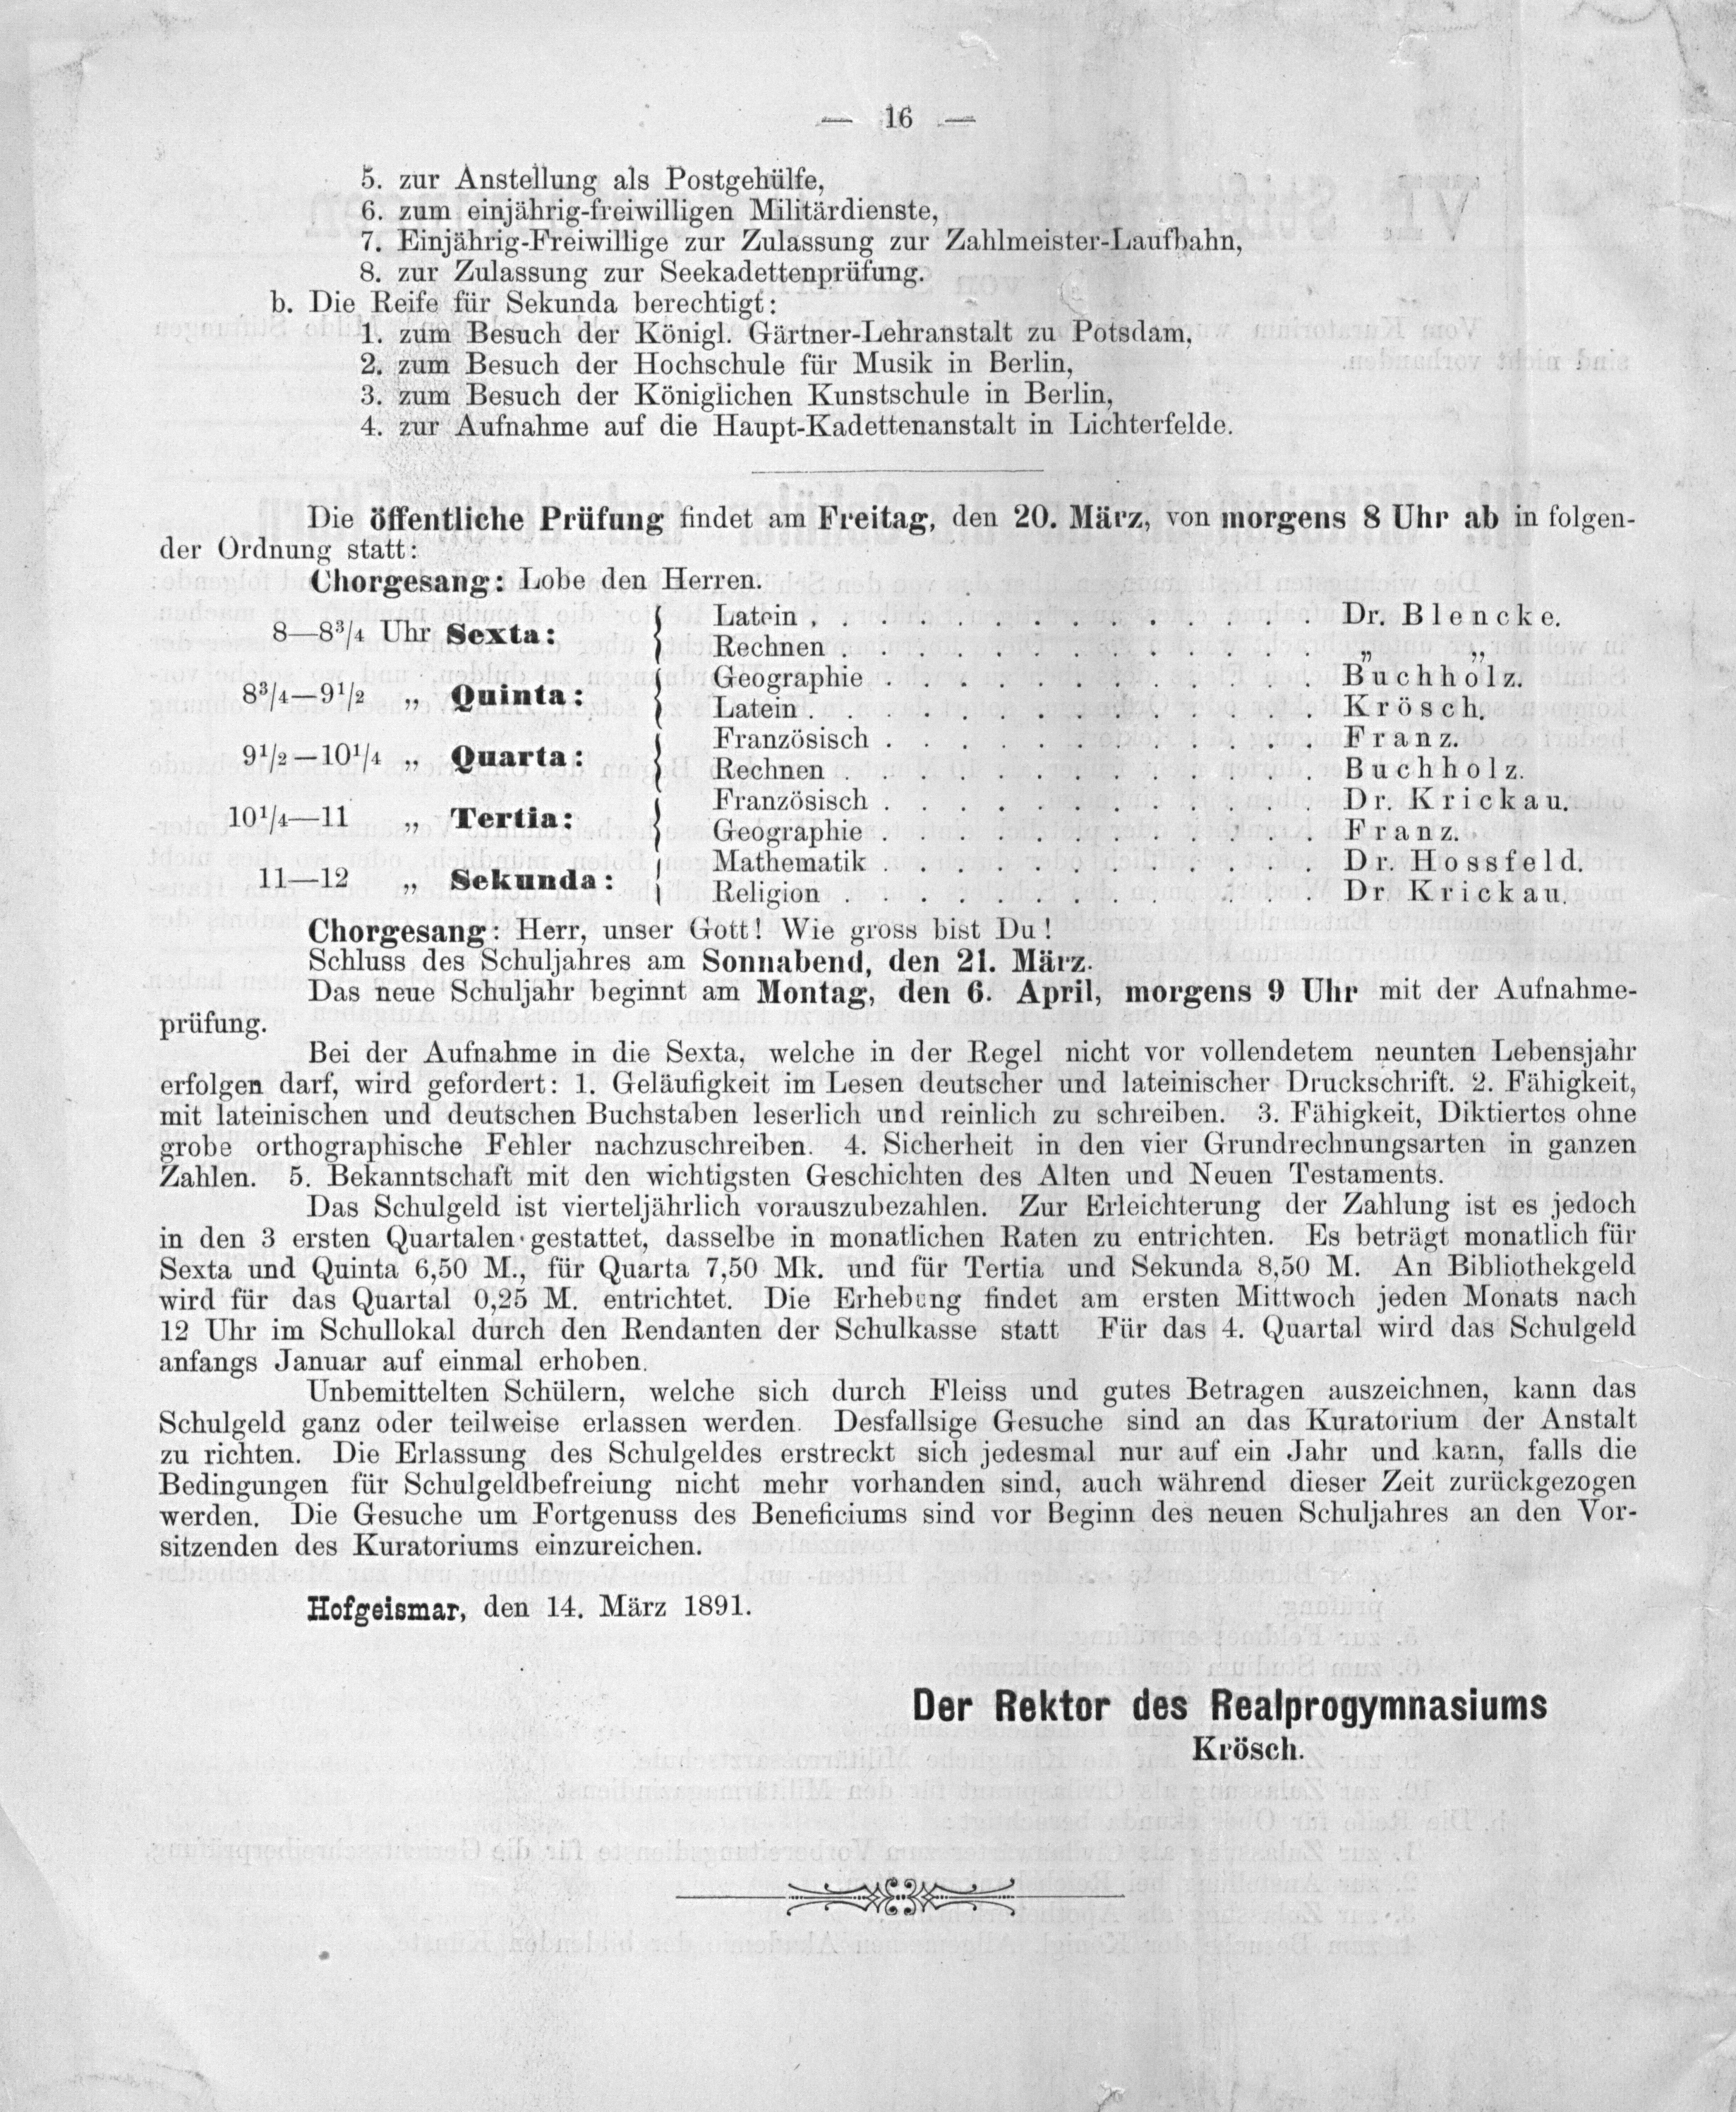 — 16 —
5. zur Anstellung als Postgehülfe,
6. zum einjährig-freiwilligen Militärdienste,
7. Einjährig-Freiwillige zur Zulassung zur Zahlmeister-Laufbahn,
8. zur Zulassung zur Seekadettenprüfung.
b. Die Reife für Sekunda berechtigt:
1. zum Besuch der Königl. Gärtner-Lehranstalt zu Potsdam,
2. zum Besuch der Hochschule für Musik in Berlin,
3. zum Besuch der Königlichen Kunstschule in Berlin,
4. zur Aufnahme auf die Haupt-Kadettenanstalt in Lichterfelde.
Die öffentliche Prüfung findet am Freitag, den 20. März, von morgens 8 Uhr ab in folgen-
der Ordnung statt:
Chorgesang: Lobe den Herren.
8—8³/4 Uhr Sexta: { Latein . . . . . . . . . . . . . . Dr. Blencke.
Rechnen . . . . . . . . . . . . . „ „
8³/4—9¹/2 „ Quinta: { Geographie . . . . . . . . . . . . Buchholz.
Latein . . . . . . . . . . . . . . Krösch.
9¹/2—10¹/4 „ Quarta: { Französisch . . . . . . . . . . . . Franz.
Rechnen . . . . . . . . . . . . . Buchholz.
10¹/4—11 „ Tertia: { Französisch . . . . . . . . . . . . Dr. Krickau.
Geographie . . . . . . . . . . . . Franz.
11—12 „ Sekunda: { Mathematik . . . . . . . . . . . . Dr. Hossfeld.
Religion . . . . . . . . . . . . . Dr. Krickau.
Chorgesang: Herr, unser Gott! Wie gross bist Du!
Schluss des Schuljahres am Sonnabend, den 21. März.
Das neue Schuljahr beginnt am Montag, den 6. April, morgens 9 Uhr mit der Aufnahme-
prüfung.
Bei der Aufnahme in die Sexta, welche in der Regel nicht vor vollendetem neunten Lebensjahr
erfolgen darf, wird gefordert: 1. Geläufigkeit im Lesen deutscher und lateinischer Druckschrift. 2. Fähigkeit,
mit lateinischen und deutschen Buchstaben leserlich und reinlich zu schreiben. 3. Fähigkeit, Diktiertes ohne
grobe orthographische Fehler nachzuschreiben. 4. Sicherheit in den vier Grundrechnungsarten in ganzen
Zahlen. 5. Bekanntschaft mit den wichtigsten Geschichten des Alten und Neuen Testaments.
Das Schulgeld ist vierteljährlich vorauszubezahlen. Zur Erleichterung der Zahlung ist es jedoch
in den 3 ersten Quartalen gestattet, dasselbe in monatlichen Raten zu entrichten. Es beträgt monatlich für
Sexta und Quinta 6,50 M., für Quarta 7,50 Mk. und für Tertia und Sekunda 8,50 M. An Bibliothekgeld
wird für das Quartal 0,25 M. entrichtet. Die Erhebung findet am ersten Mittwoch jeden Monats nach
12 Uhr im Schullokal durch den Rendanten der Schulkasse statt Für das 4. Quartal wird das Schulgeld
anfangs Januar auf einmal erhoben.
Unbemittelten Schülern, welche sich durch Fleiss und gutes Betragen auszeichnen, kann das
Schulgeld ganz oder teilweise erlassen werden. Desfallsige Gesuche sind an das Kuratorium der Anstalt
zu richten. Die Erlassung des Schulgeldes erstreckt sich jedesmal nur auf ein Jahr und kann, falls die
Bedingungen für Schulgeldbefreiung nicht mehr vorhanden sind, auch während dieser Zeit zurückgezogen
werden. Die Gesuche um Fortgenuss des Beneficiums sind vor Beginn des neuen Schuljahres an den Vor-
sitzenden des Kuratoriums einzureichen.
Hofgeismar, den 14. März 1891.
Der Rektor des Realprogymnasiums
Krösch.